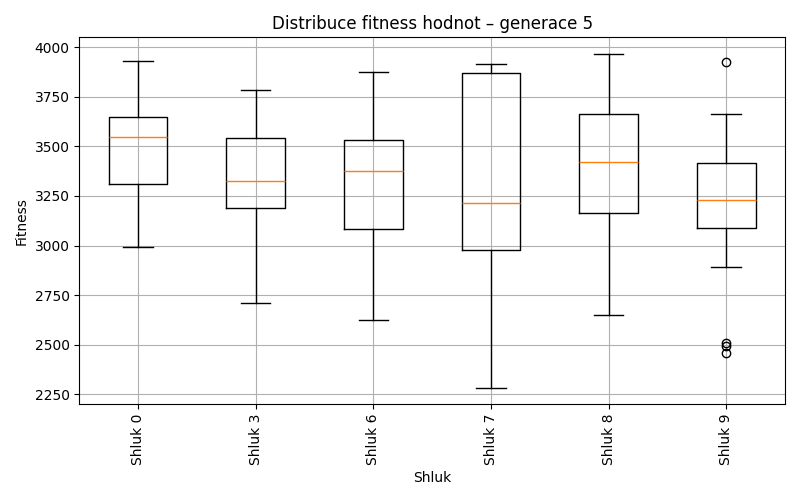 Distribuce fitness hodnot – generace 5
4000
3750
3500
3250
3000
2750
2500
2250
Fitness
Shluk 0
Shluk 3
Shluk 6
Shluk 7
Shluk 8
Shluk 9
Shluk